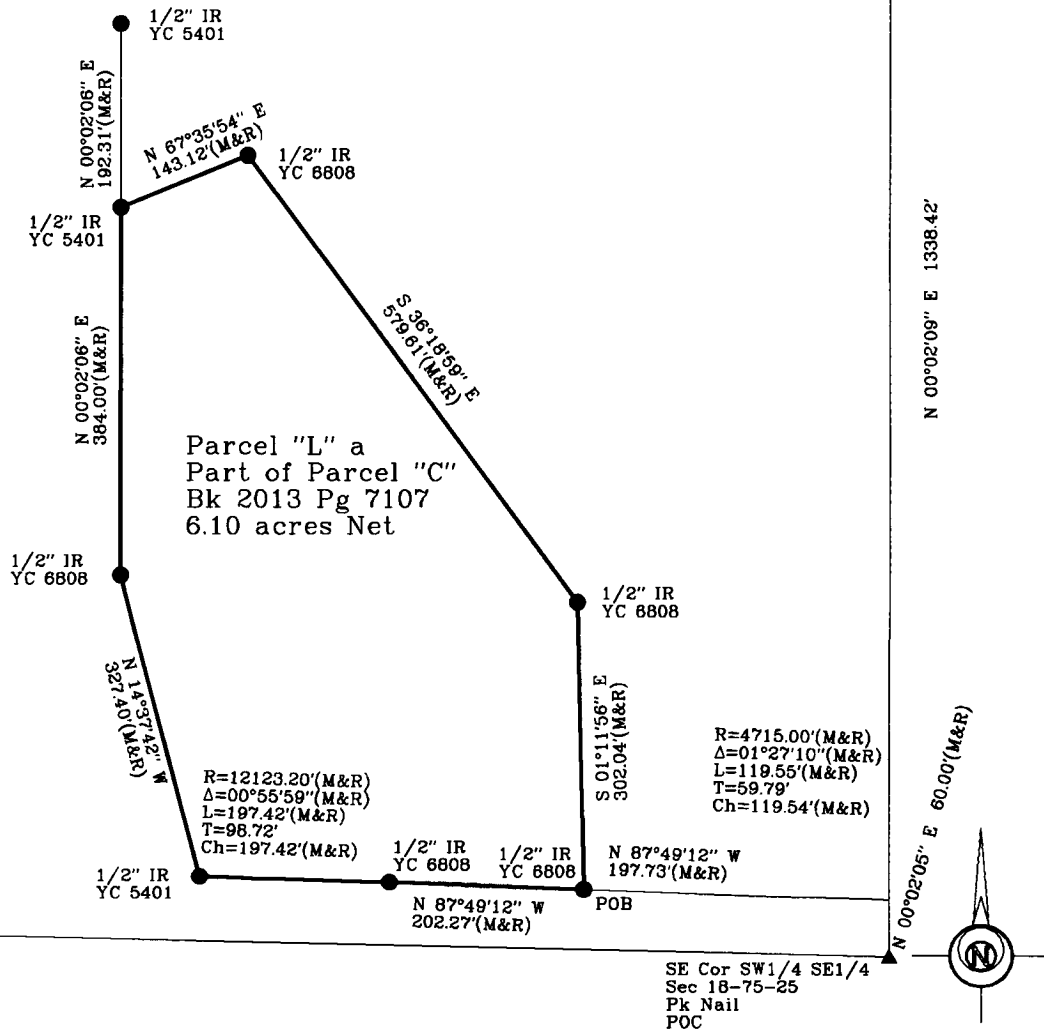 1/2" IR
YC 5401
N 00°02'06" E
192.31'(M&R)
N 67°35'54" E
143.12'(M&R)
1/2" IR
YC 6808
1/2" IR
YC 5401
N 00°02'09" E 1338.42'
S 36°18'59" E
579.61'(M&R)
N 00°02'06" E
384.00'(M&R)
Parcel "L" a
Part of Parcel "C"
Bk 2013 Pg 7107
6.10 acres Net
1/2" IR
YC 6808
1/2" IR
YC 6808
N 14°37'42" W
327.40'(M&R)
S 01°11'56" E
302.04'(M&R)
R=4715.00'(M&R)
Δ=01°27'10"(M&R)
L=119.55'(M&R)
T=59.79'
Ch=119.54'(M&R)
R=12123.20'(M&R)
Δ=00°55'59"(M&R)
L=197.42'(M&R)
T=98.72'
Ch=197.42'(M&R)
1/2" IR
YC 5401
1/2" IR
YC 6808
1/2" IR
YC 6808
N 87°49'12" W
197.73'(M&R)
POB
N 87°49'12" W
202.27'(M&R)
N 00°02'05" E 60.00'(M&R)
SE Cor SW1/4 SE1/4
Sec 18-75-25
Pk Nail
POC
N